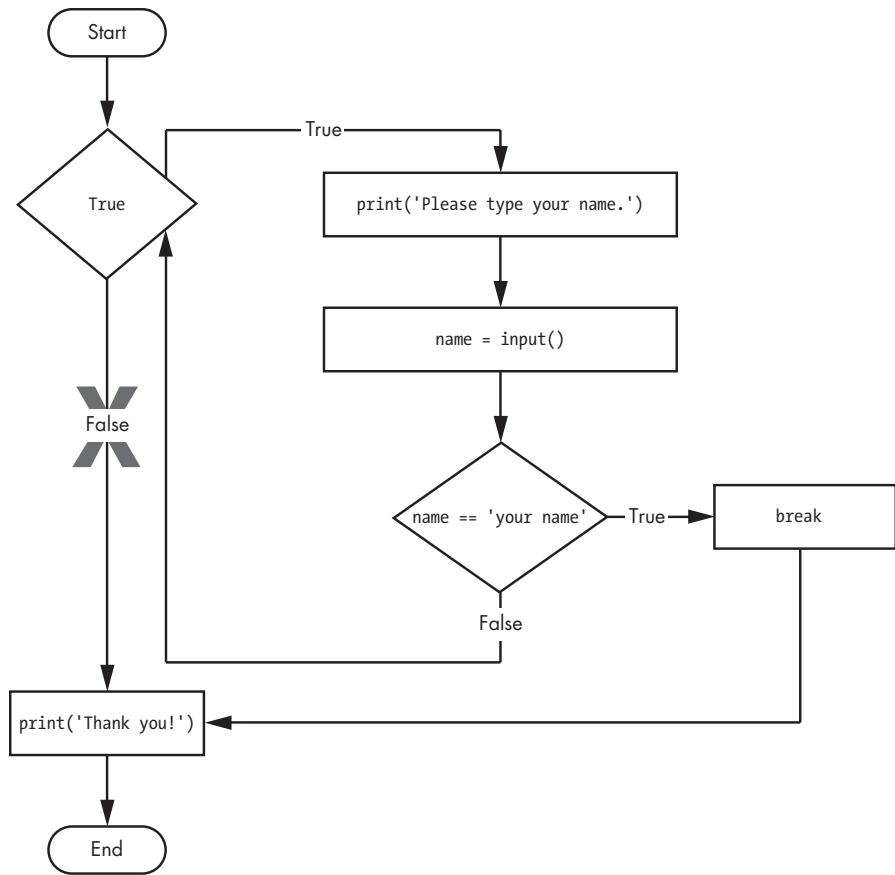 Start
True
True
print('Please type your name.')
name = input()
False
name == 'your name'
True
break
False
print('Thank you!')
End